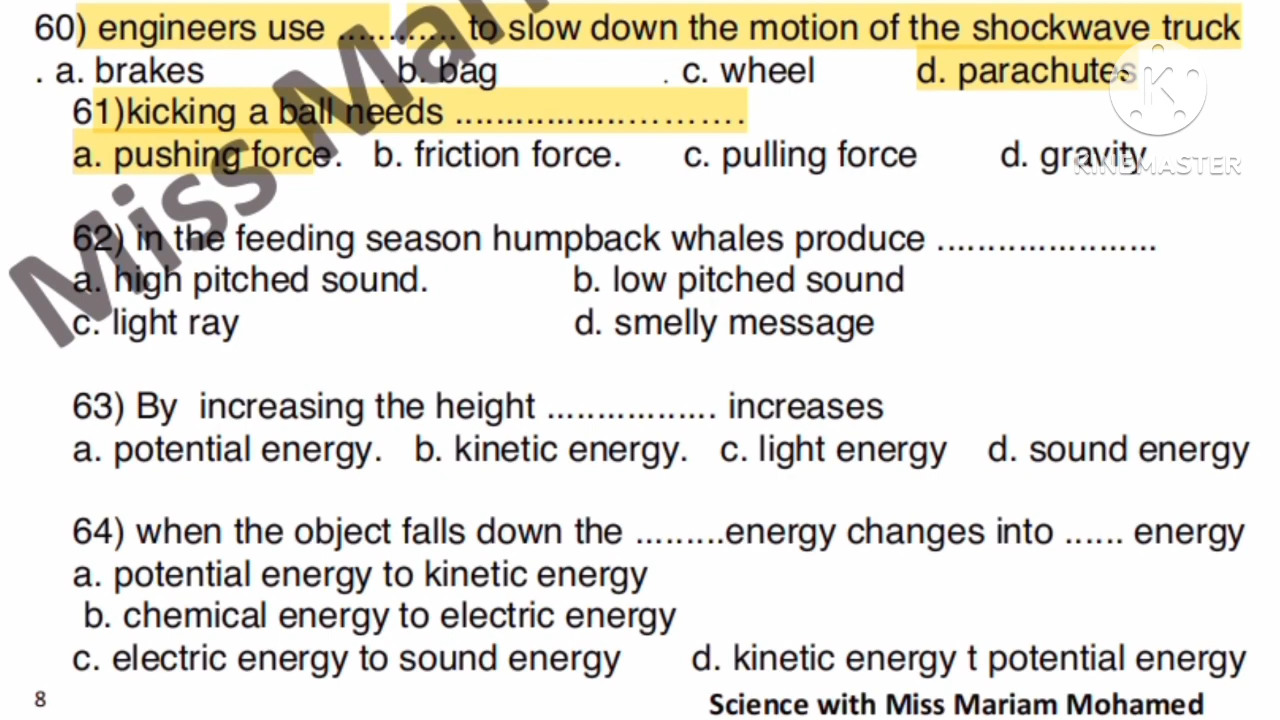 60) engineers use ............ to slow down the motion of the shockwave truck
. a. brakes . b. bag . c. wheel d. parachutes
61)kicking a ball needs ..........................
a. pushing force. b. friction force. c. pulling force d. gravity
KINEMASTER
62) in the feeding season humpback whales produce ......................
a. high pitched sound. b. low pitched sound
c. light ray d. smelly message
63) By increasing the height ................. increases
a. potential energy. b. kinetic energy. c. light energy d. sound energy
64) when the object falls down the .........energy changes into ...... energy
a. potential energy to kinetic energy
b. chemical energy to electric energy
c. electric energy to sound energy d. kinetic energy t potential energy
8 Science with Miss Mariam Mohamed
Miss